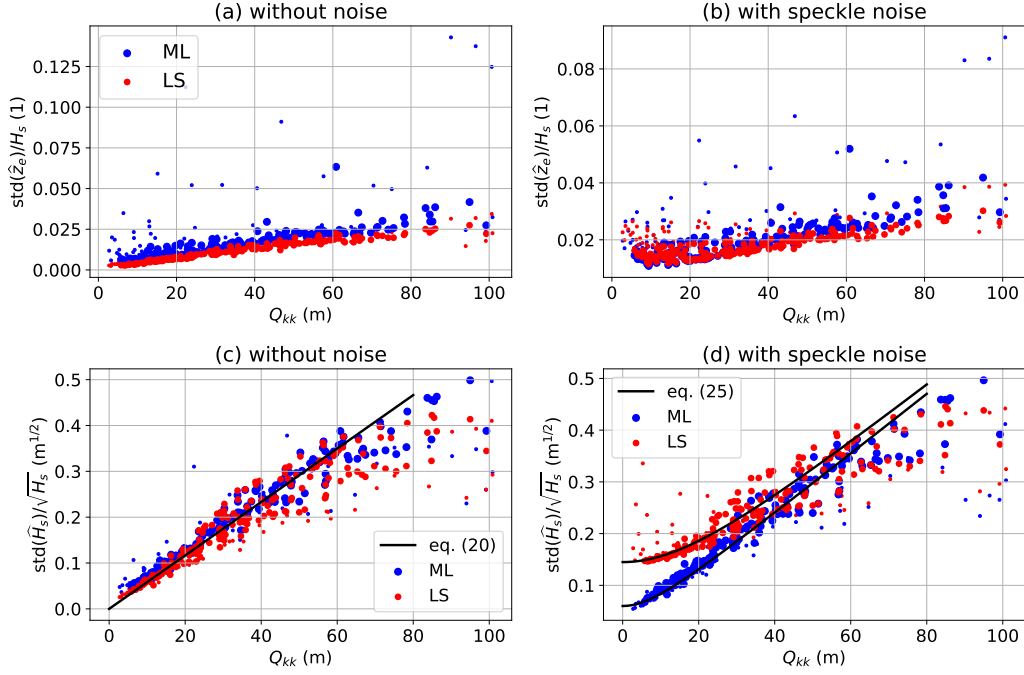 (a) without noise
std(ẑₑ)/Hₛ (1)
0.125
0.100
0.075
0.050
0.025
0.000
ML
LS
0 20 40 60 80 100
Qₖₖ (m)
(b) with speckle noise
std(ẑₑ)/Hₛ (1)
0.08
0.06
0.04
0.02
0 20 40 60 80 100
Qₖₖ (m)
(c) without noise
std(Ĥₛ)/√Hₛ (m^{1/2})
0.5
0.4
0.3
0.2
0.1
0.0
eq. (20)
ML
LS
0 20 40 60 80 100
Qₖₖ (m)
(d) with speckle noise
std(Ĥₛ)/√Hₛ (m^{1/2})
0.5
0.4
0.3
0.2
0.1
eq. (25)
ML
LS
0 20 40 60 80 100
Qₖₖ (m)